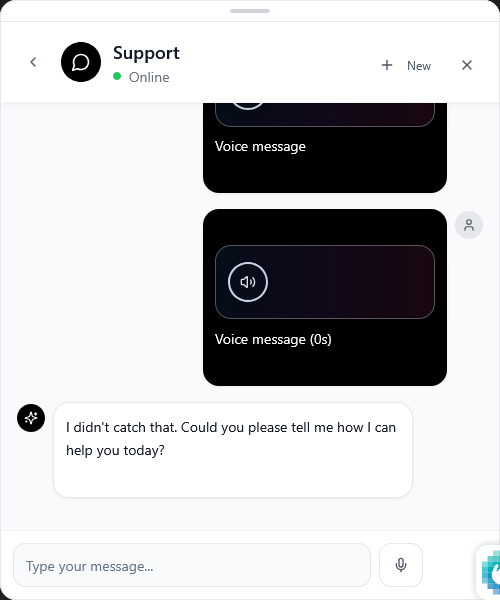 Support
Online
New
Voice message
Voice message (0s)
I didn't catch that. Could you please tell me how I can
help you today?
Type your message...